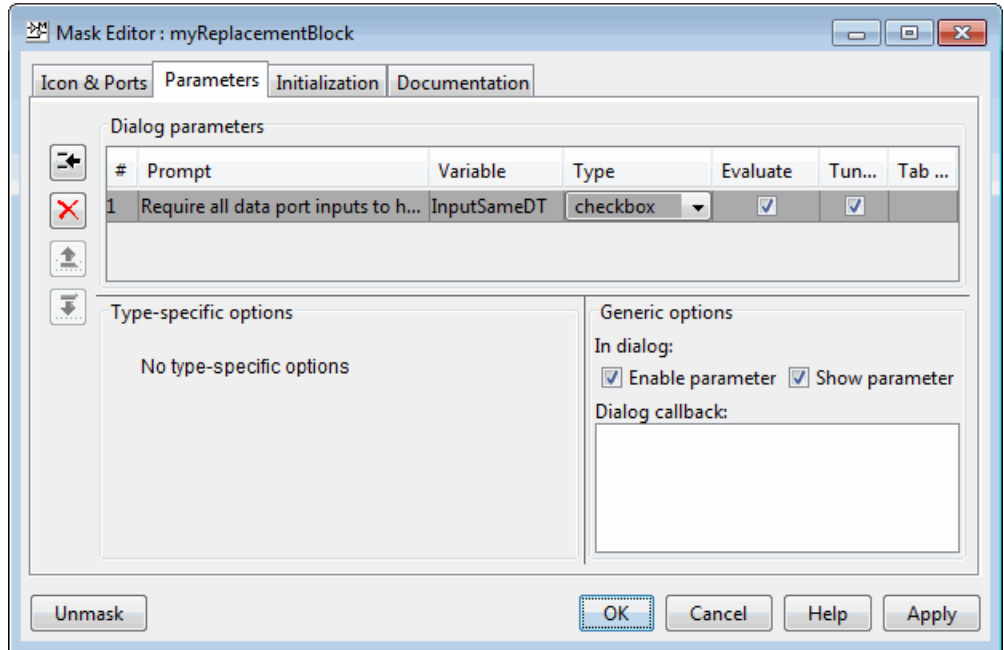 Mask Editor : myReplacementBlock
Icon & Ports Parameters Initialization Documentation
Dialog parameters
# Prompt Variable Type Evaluate Tun... Tab ...
1 Require all data port inputs to h... InputSameDT checkbox
Type-specific options
No type-specific options
Generic options
In dialog:
Enable parameter Show parameter
Dialog callback:
Unmask OK Cancel Help Apply